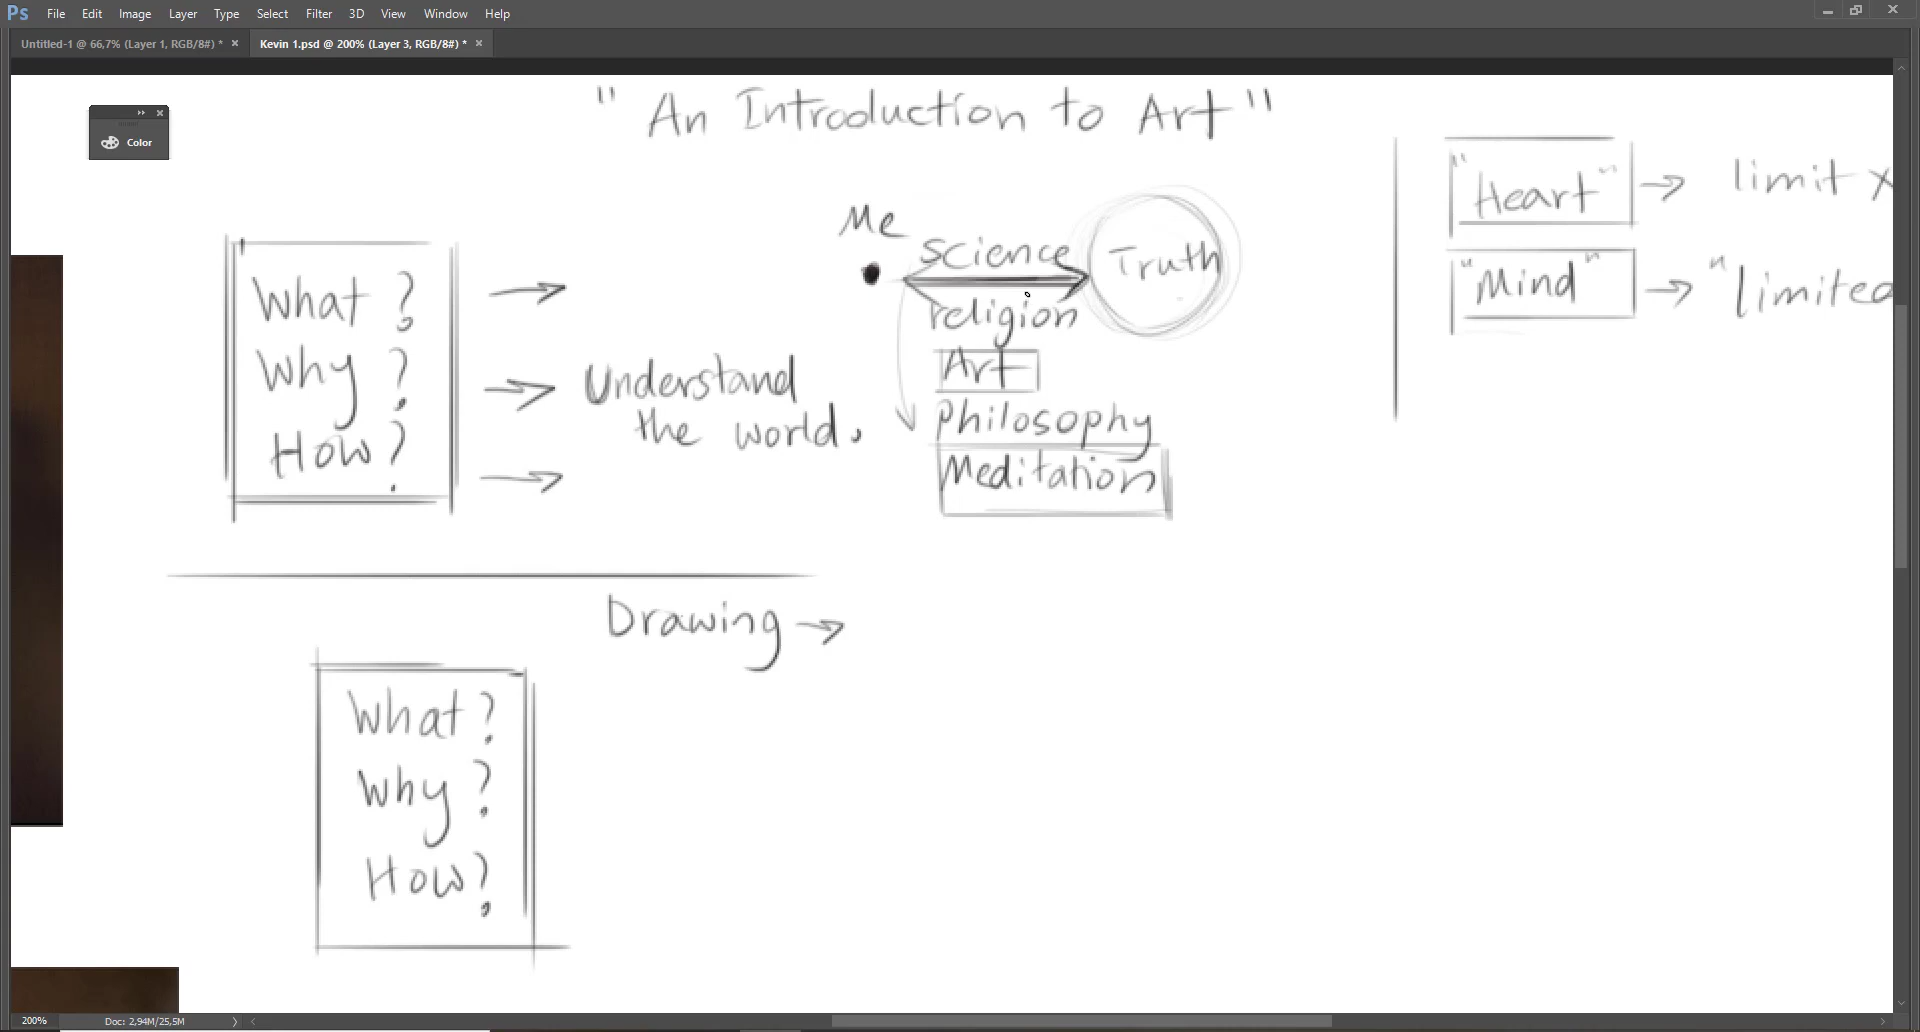 Ps File Edit Image Layer Type Select Filter 3D View Window Help
Untitled-1 @ 66,7% (Layer 1, RGB/8#) * × Kevin 1.psd @ 200% (Layer 3, RGB/8#) * ×
Color
" An Introduction to Art "
What ?
Why ?
How ?
Understand
the world.
Me
science
Truth
religion
Art
Philosophy
Meditation
"Heart" → limit x
"Mind" → "limited
Drawing →
What ?
Why ?
How ?
200% Doc: 2,94M/25,5M